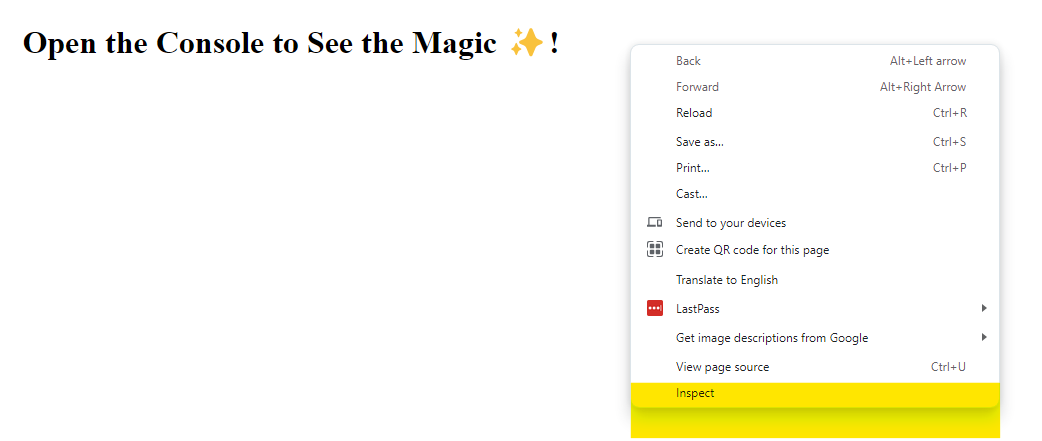 Open the Console to See the Magic ✨!
Back Alt+Left arrow
Forward Alt+Right Arrow
Reload Ctrl+R
Save as... Ctrl+S
Print... Ctrl+P
Cast...
Send to your devices
Create QR code for this page
Translate to English
LastPass
Get image descriptions from Google
View page source Ctrl+U
Inspect